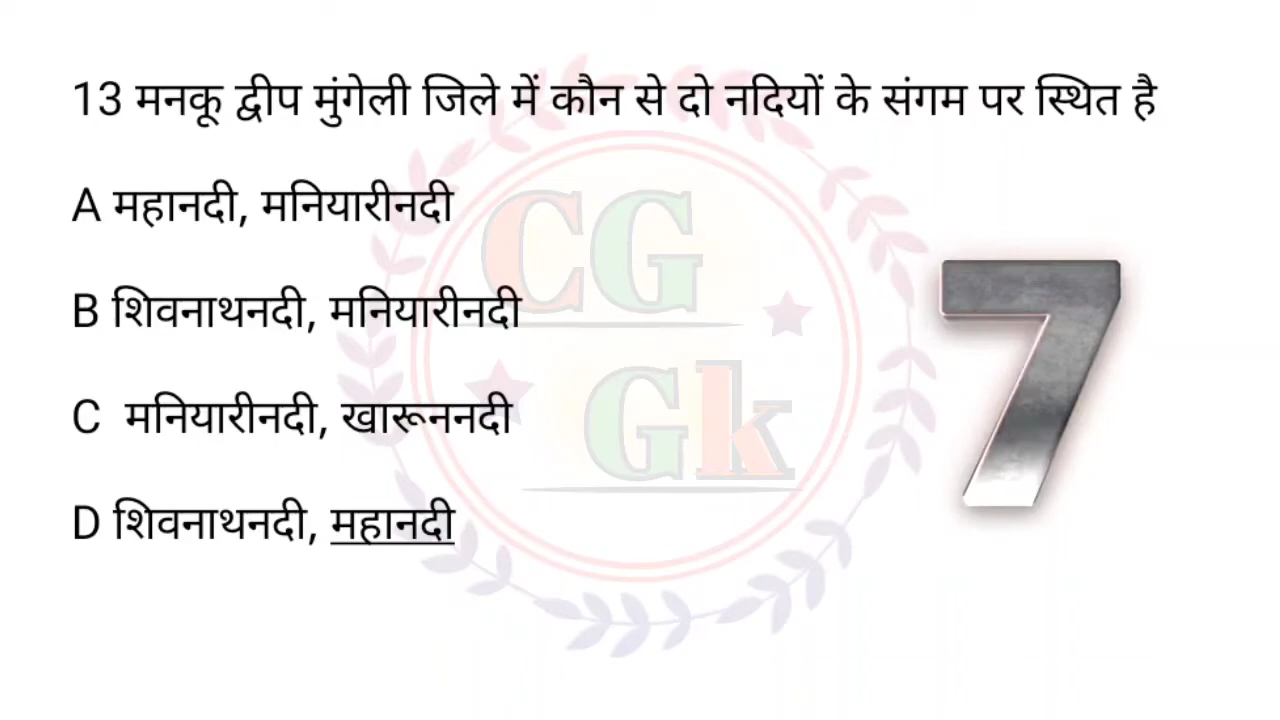 13 मनकू द्वीप मुंगेली जिले में कौन से दो नदियों के संगम पर स्थित है
A महानदी, मनियारीनदी
B शिवनाथनदी, मनियारीनदी
C मनियारीनदी, खारूननदी
D शिवनाथनदी, महानदी
CG
Gk
7